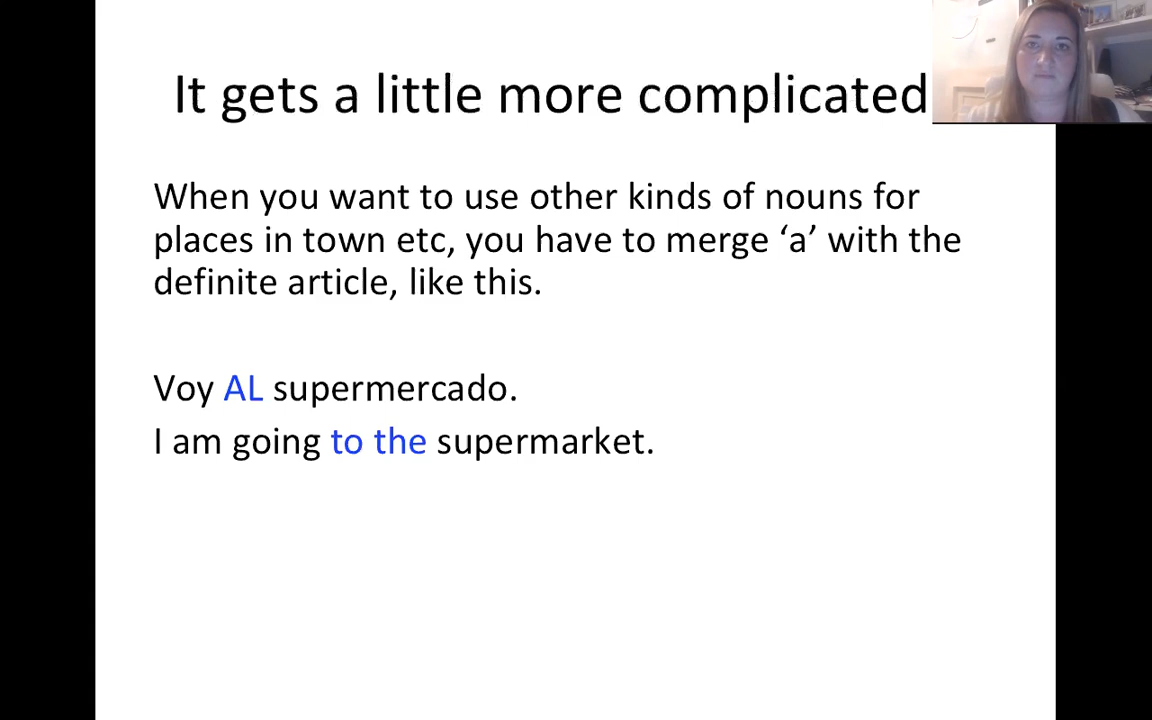 It gets a little more complicated
When you want to use other kinds of nouns for
places in town etc, you have to merge ‘a’ with the
definite article, like this.
Voy AL supermercado.
I am going to the supermarket.